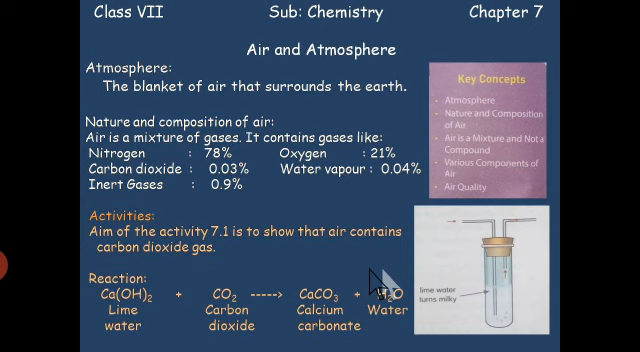 Class VII Sub: Chemistry Chapter 7
Air and Atmosphere
Atmosphere:
The blanket of air that surrounds the earth.
Nature and composition of air:
Air is a mixture of gases. It contains gases like:
Nitrogen : 78% Oxygen : 21%
Carbon dioxide : 0.03% Water vapour : 0.04%
Inert Gases : 0.9%
Activities:
Aim of the activity 7.1 is to show that air contains
carbon dioxide gas.
Reaction:
Ca(OH)₂ + CO₂ -----> CaCO₃ + H₂O
Lime Carbon Calcium Water
water dioxide carbonate
Key Concepts
- Atmosphere
- Nature and Composition
of Air
- Air is a Mixture and Not a
Compound
- Various Components of
Air
- Air Quality
lime water
turns milky